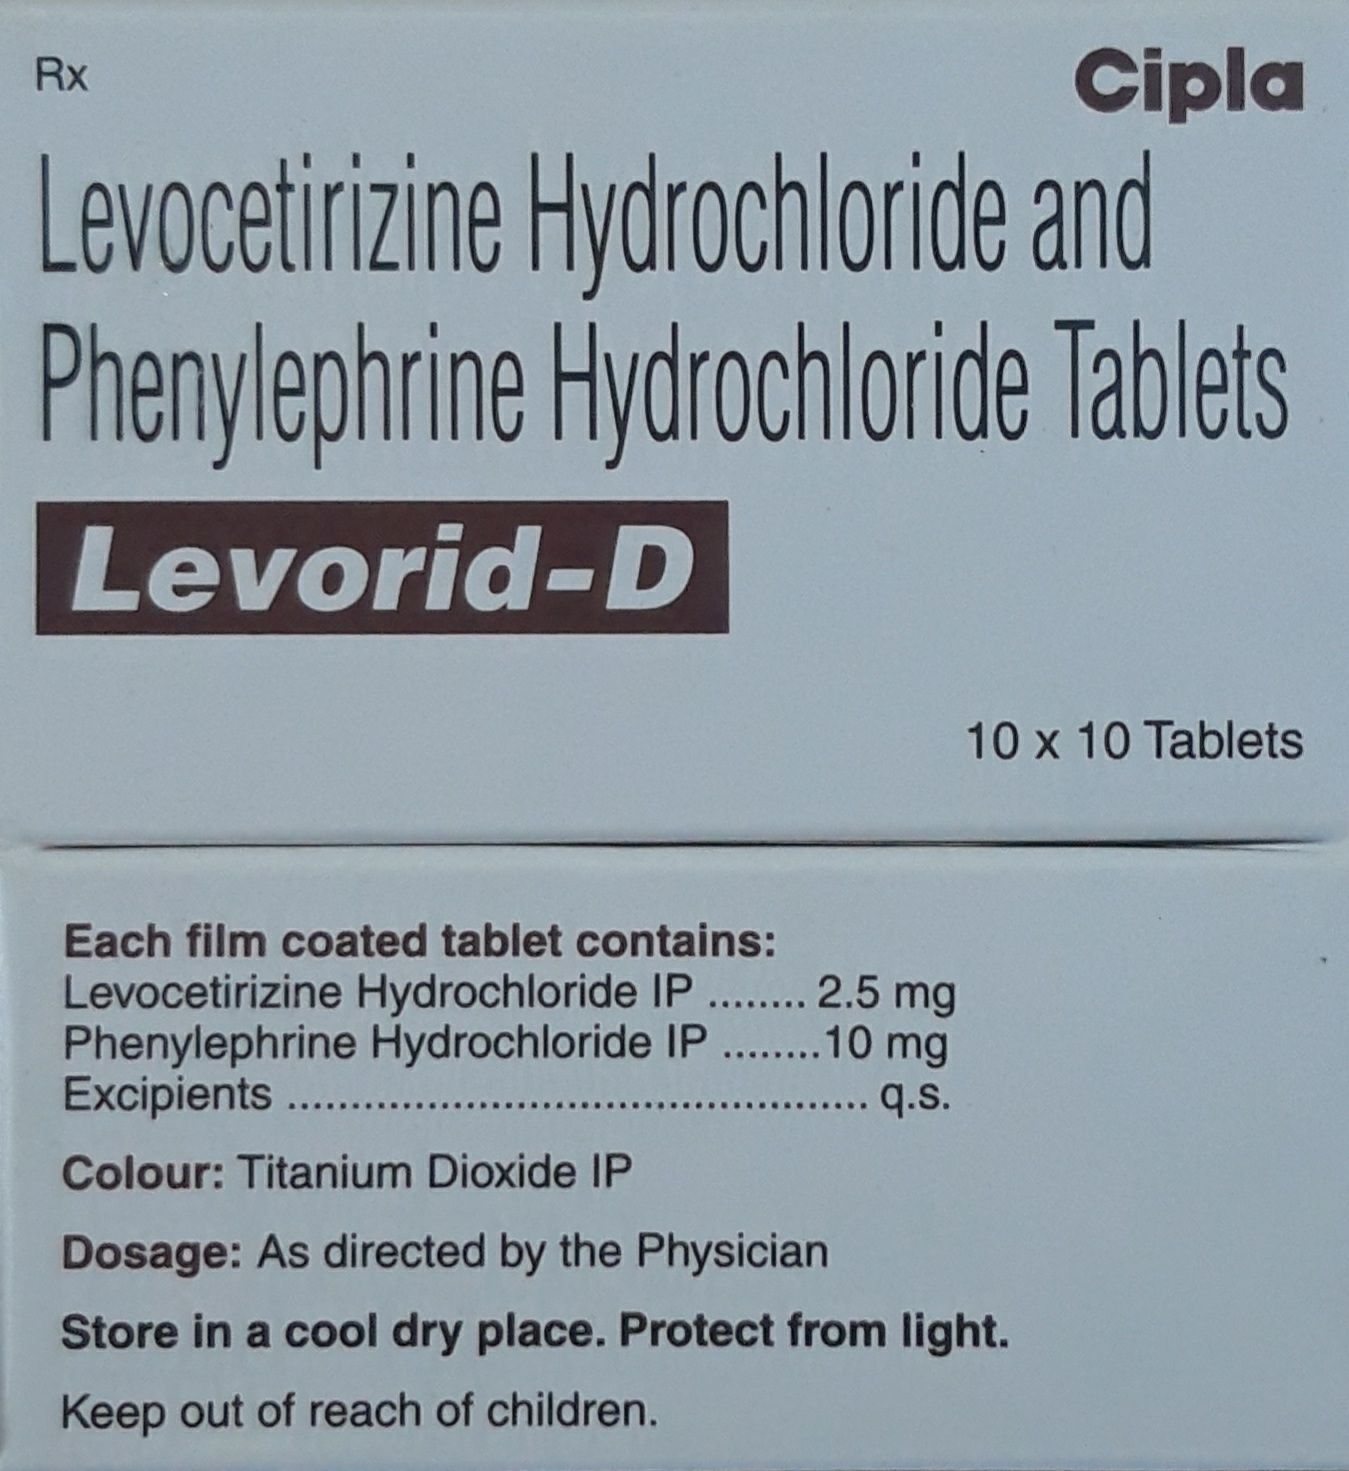 Rx
Cipla
Levocetirizine Hydrochloride and
Phenylephrine Hydrochloride Tablets
Levorid-D
10 x 10 Tablets
Each film coated tablet contains:
Levocetirizine Hydrochloride IP ........ 2.5 mg
Phenylephrine Hydrochloride IP ........10 mg
Excipients .............................................. q.s.
Colour: Titanium Dioxide IP
Dosage: As directed by the Physician
Store in a cool dry place. Protect from light.
Keep out of reach of children.